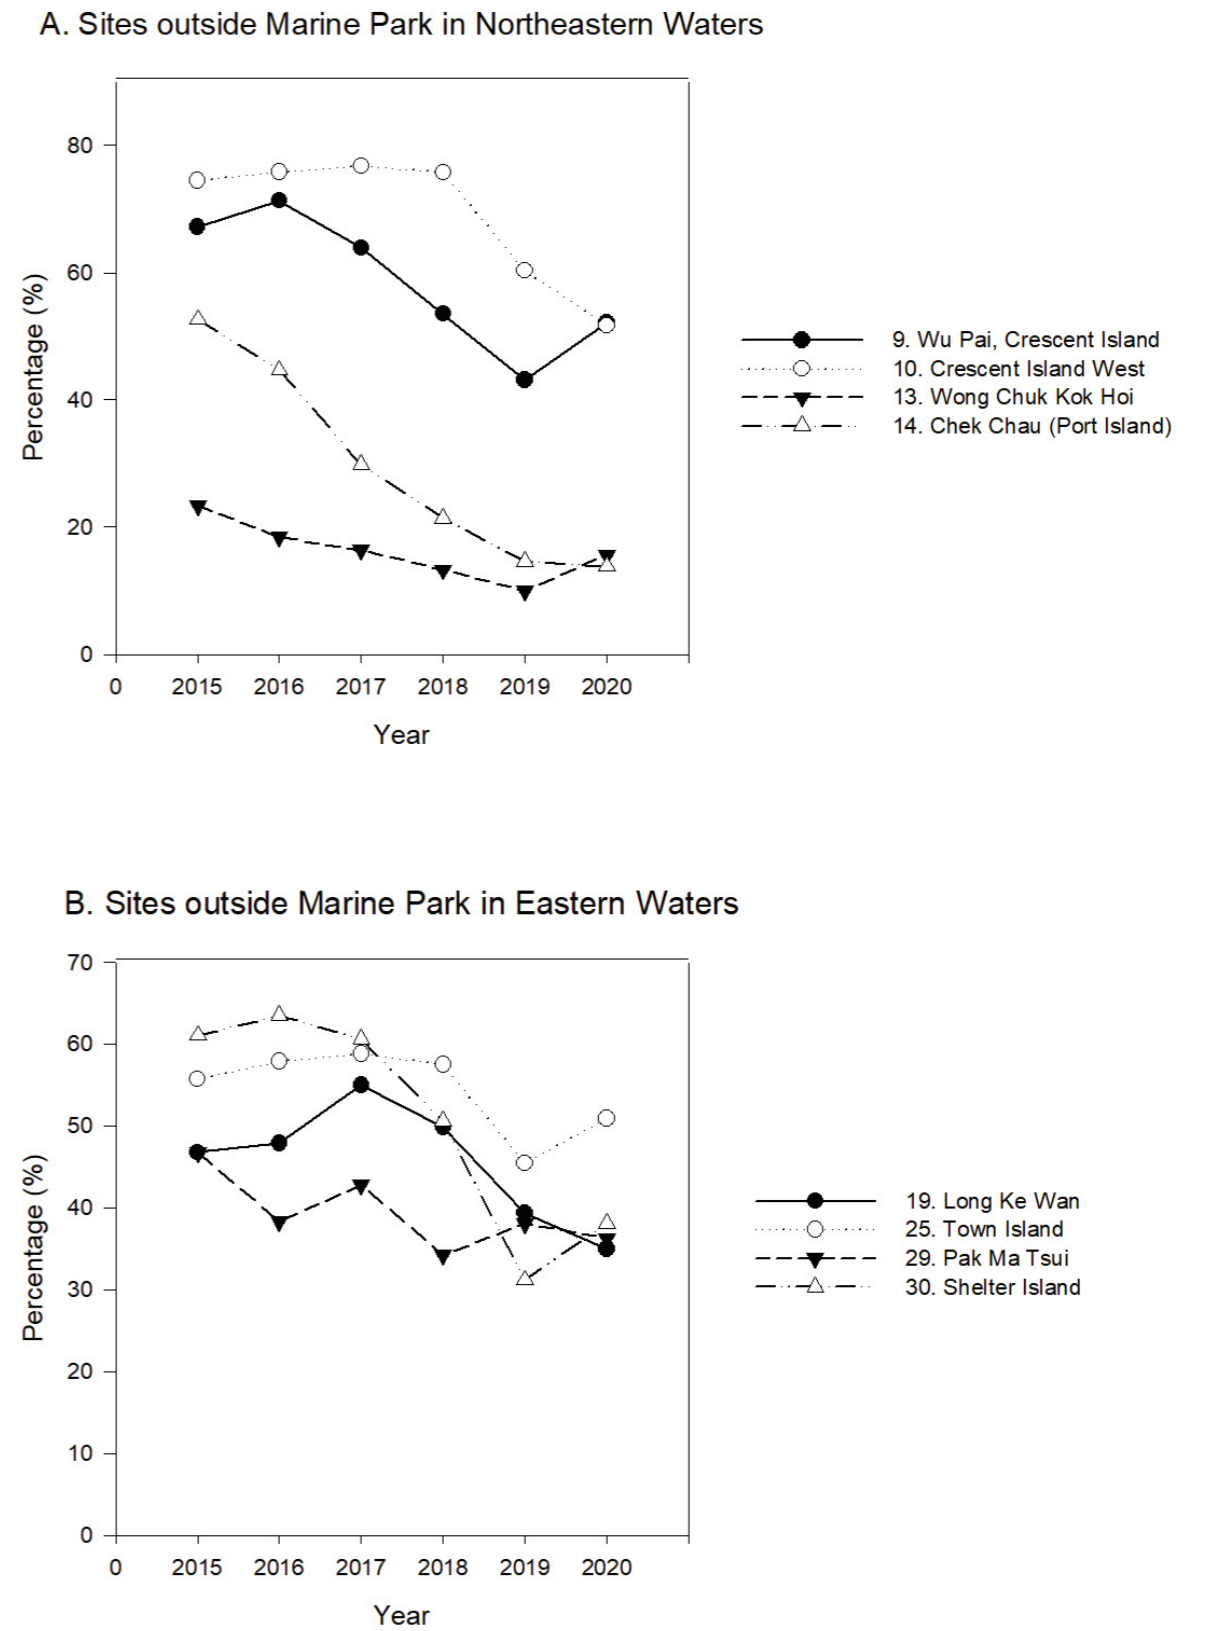 A. Sites outside Marine Park in Northeastern Waters
80
60
40
20
0
Percentage (%)
0 2015 2016 2017 2018 2019 2020
Year
9. Wu Pai, Crescent Island
10. Crescent Island West
13. Wong Chuk Kok Hoi
14. Chek Chau (Port Island)
B. Sites outside Marine Park in Eastern Waters
70
60
50
40
30
20
10
0
Percentage (%)
0 2015 2016 2017 2018 2019 2020
Year
19. Long Ke Wan
25. Town Island
29. Pak Ma Tsui
30. Shelter Island